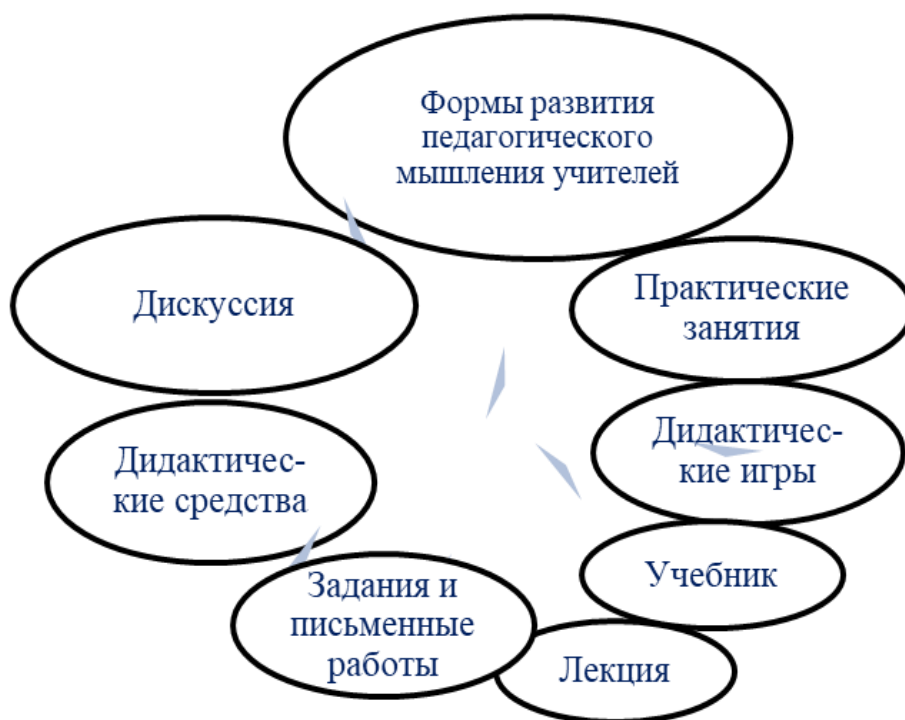 Формы развития
педагогического
мышления учителей
Дискуссия
Практические
занятия
Дидактичес-
кие средства
Дидактичес-
кие игры
Задания и
письменные
работы
Учебник
Лекция